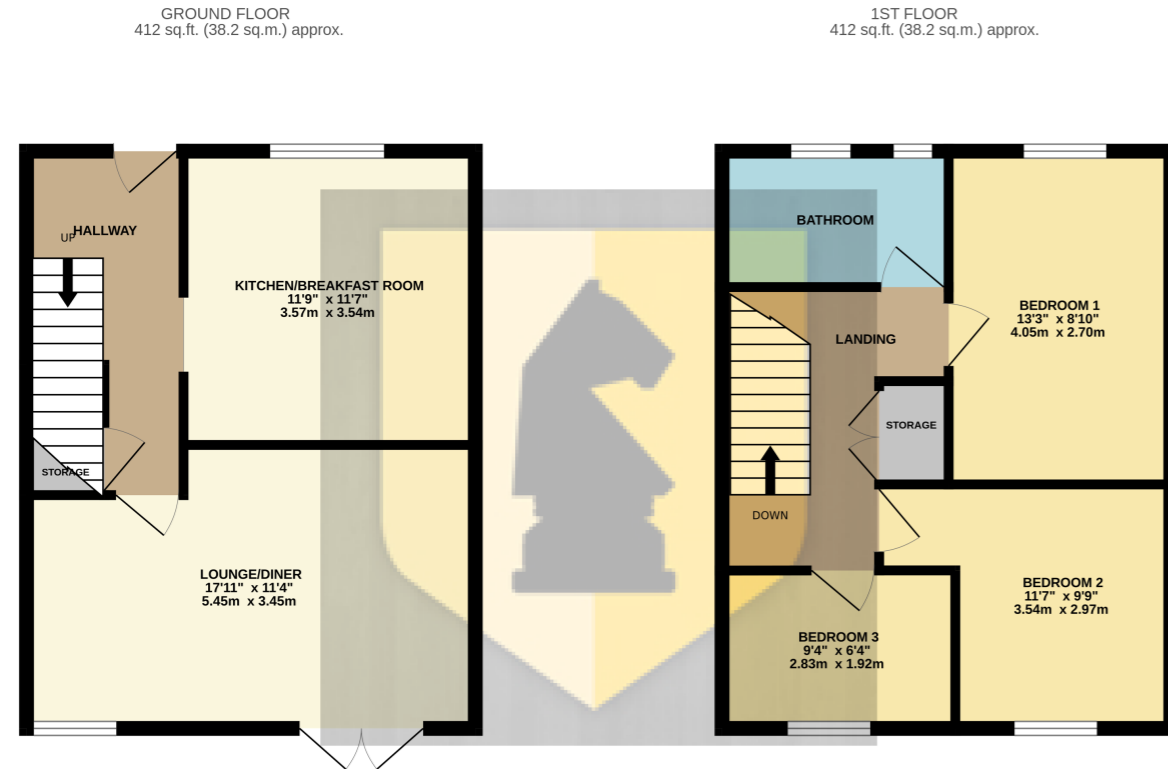 GROUND FLOOR
412 sq.ft. (38.2 sq.m.) approx.
HALLWAY
UP
KITCHEN/BREAKFAST ROOM
11'9" x 11'7"
3.57m x 3.54m
STORAGE
LOUNGE/DINER
17'11" x 11'4"
5.45m x 3.45m
1ST FLOOR
412 sq.ft. (38.2 sq.m.) approx.
BATHROOM
BEDROOM 1
13'3" x 8'10"
4.05m x 2.70m
LANDING
STORAGE
DOWN
BEDROOM 2
11'7" x 9'9"
3.54m x 2.97m
BEDROOM 3
9'4" x 6'4"
2.83m x 1.92m